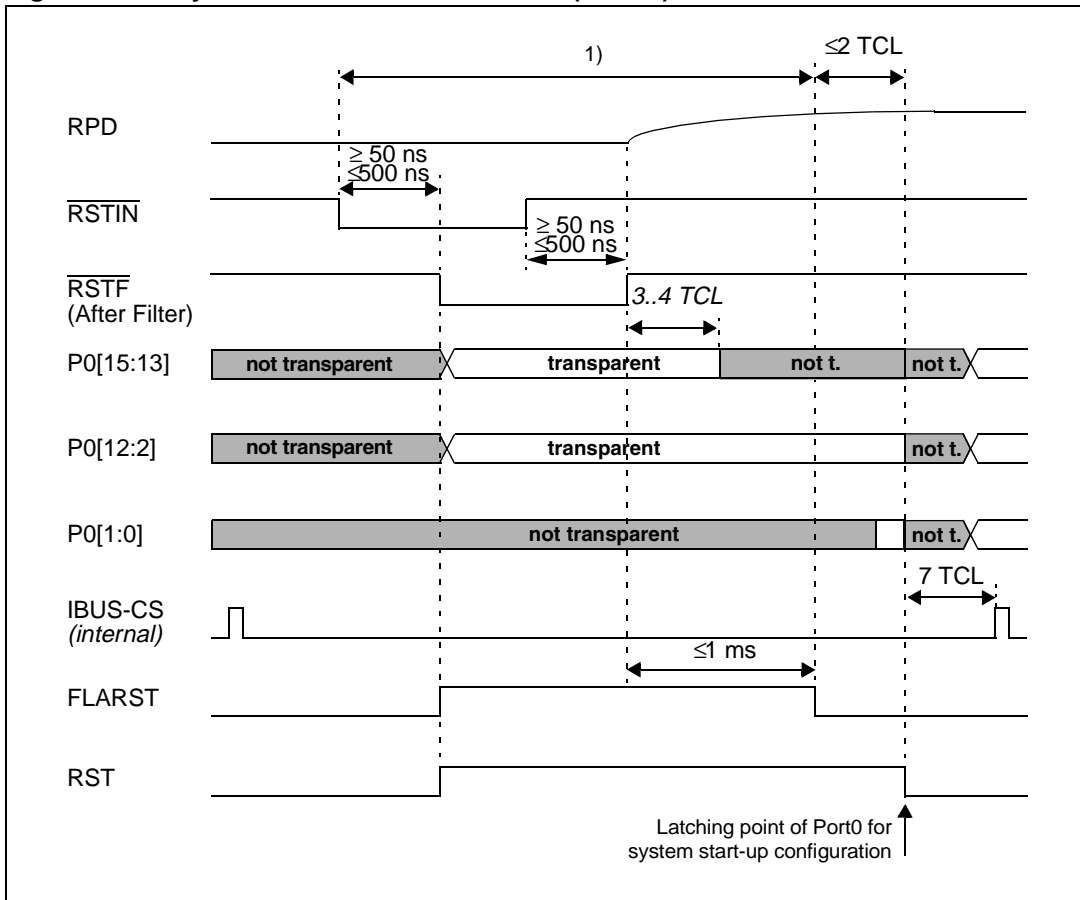 1)
≤2 TCL
RPD
≥ 50 ns
≤500 ns
RSTIN
≥ 50 ns
≤500 ns
RSTF
(After Filter)
3..4 TCL
P0[15:13]
not transparent
transparent
not t.
not t.
P0[12:2]
not transparent
transparent
not t.
P0[1:0]
not transparent
not t.
7 TCL
IBUS-CS
(internal)
≤1 ms
FLARST
RST
Latching point of Port0 for
system start-up configuration